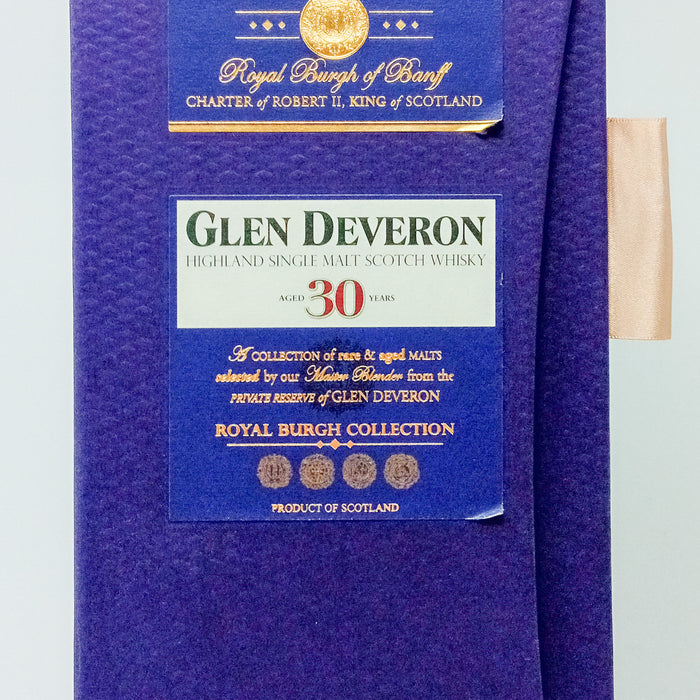 Royal Burgh of Banff
CHARTER of ROBERT II, KING of SCOTLAND
GLEN DEVERON
HIGHLAND SINGLE MALT SCOTCH WHISKY
AGED 30 YEARS
A COLLECTION of rare & aged MALTS
selected by our Master Blender from the
PRIVATE RESERVE of GLEN DEVERON
ROYAL BURGH COLLECTION
PRODUCT OF SCOTLAND